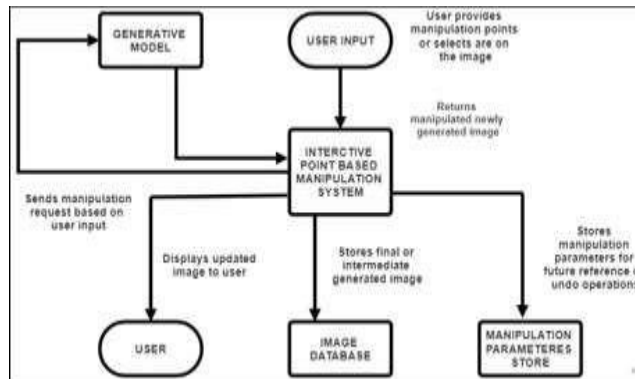 GENERATIVE
MODEL
USER INPUT
User provides
manipulation points
or selects are on
the image
Returns
manipulated newly
generated image
INTERCTIVE
POINT BASED
MANIPULATION
SYSTEM
Sends manipulation
request based on
user input
Displays updated
image to user
Stores final or
intermediate
generated image
Stores
manipulation
parameters for
future reference
undo operations
USER
IMAGE
DATABASE
MANIPULATION
PARAMETERES
STORE